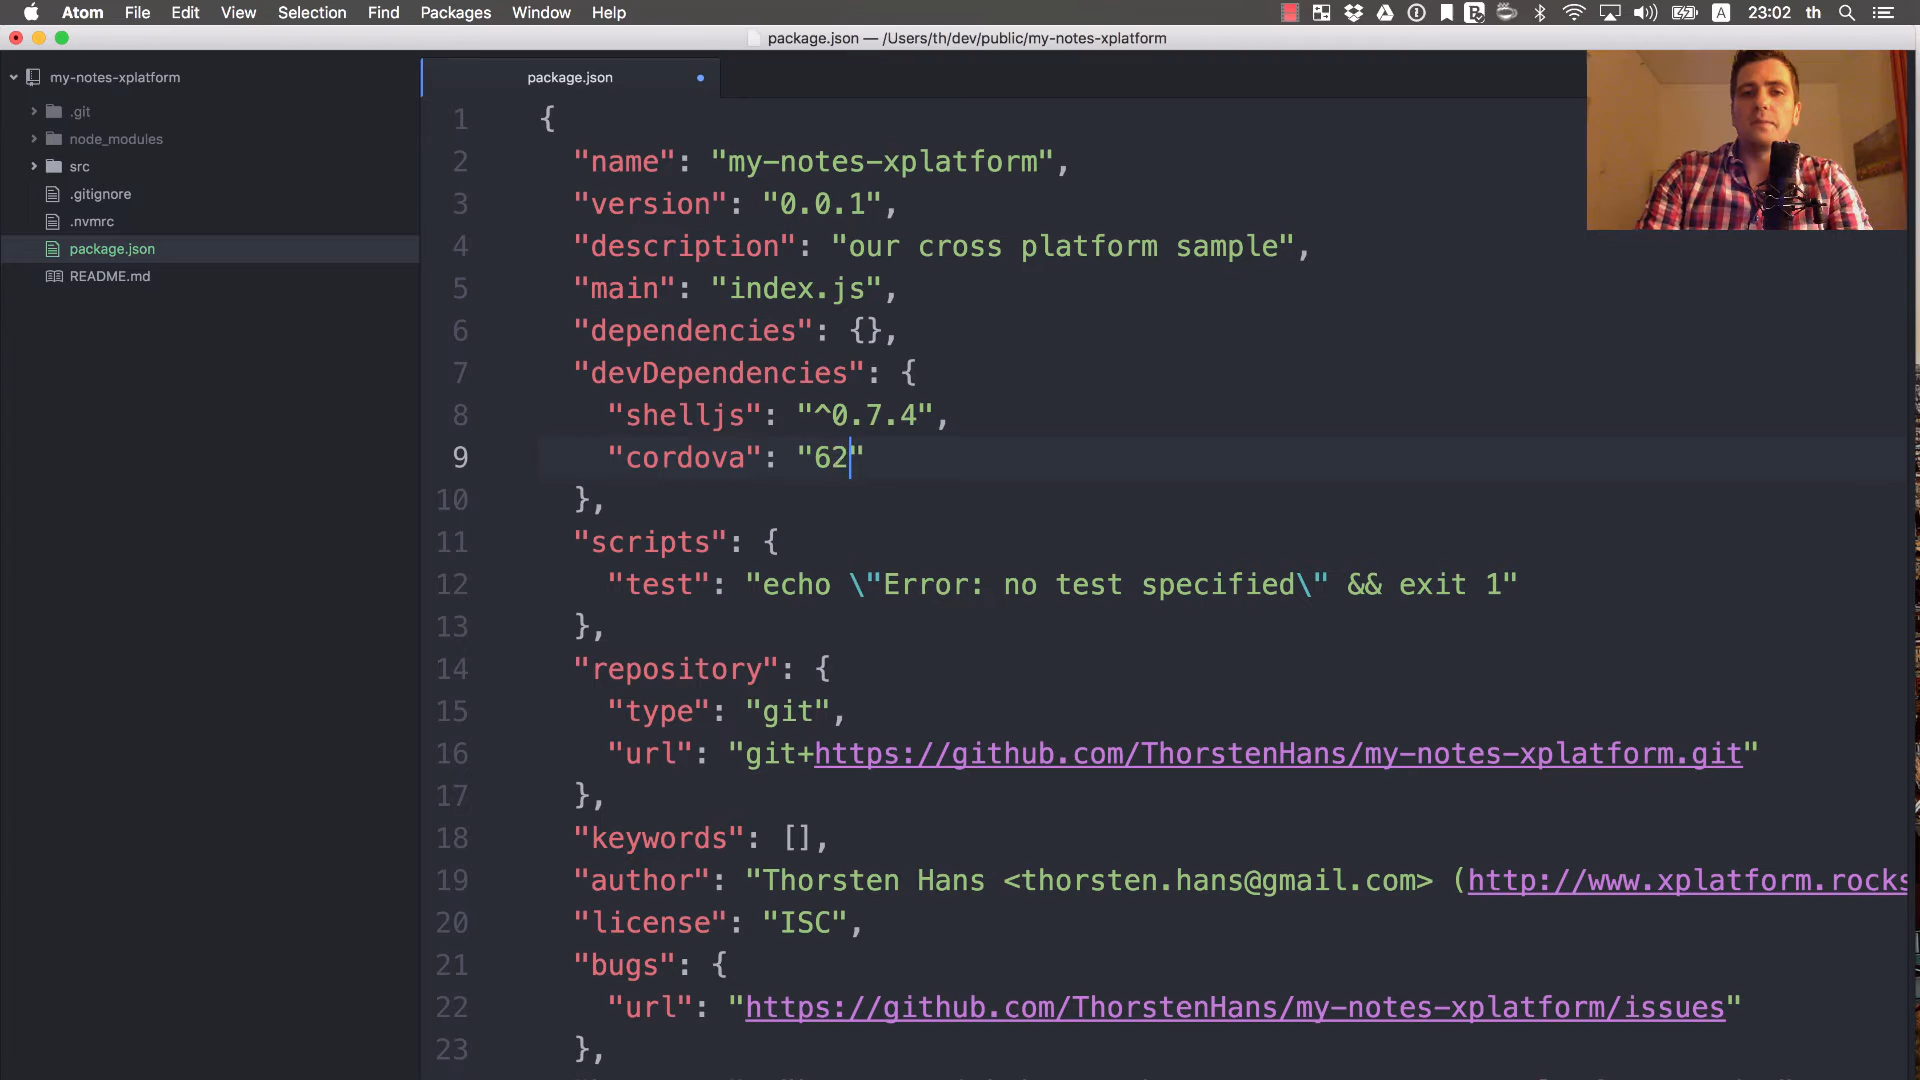 Atom File Edit View Selection Find Packages Window Help 23:02 th
package.json — /Users/th/dev/public/my-notes-xplatform
my-notes-xplatform
.git
node_modules
src
.gitignore
.nvmrc
package.json
README.md
package.json
1 {
2 "name": "my-notes-xplatform",
3 "version": "0.0.1",
4 "description": "our cross platform sample",
5 "main": "index.js",
6 "dependencies": {},
7 "devDependencies": {
8 "shelljs": "^0.7.4",
9 "cordova": "62"
10 },
11 "scripts": {
12 "test": "echo \"Error: no test specified\" && exit 1"
13 },
14 "repository": {
15 "type": "git",
16 "url": "git+https://github.com/ThorstenHans/my-notes-xplatform.git"
17 },
18 "keywords": [],
19 "author": "Thorsten Hans <thorsten.hans@gmail.com> (http://www.xplatform.rocks
20 "license": "ISC",
21 "bugs": {
22 "url": "https://github.com/ThorstenHans/my-notes-xplatform/issues"
23 },